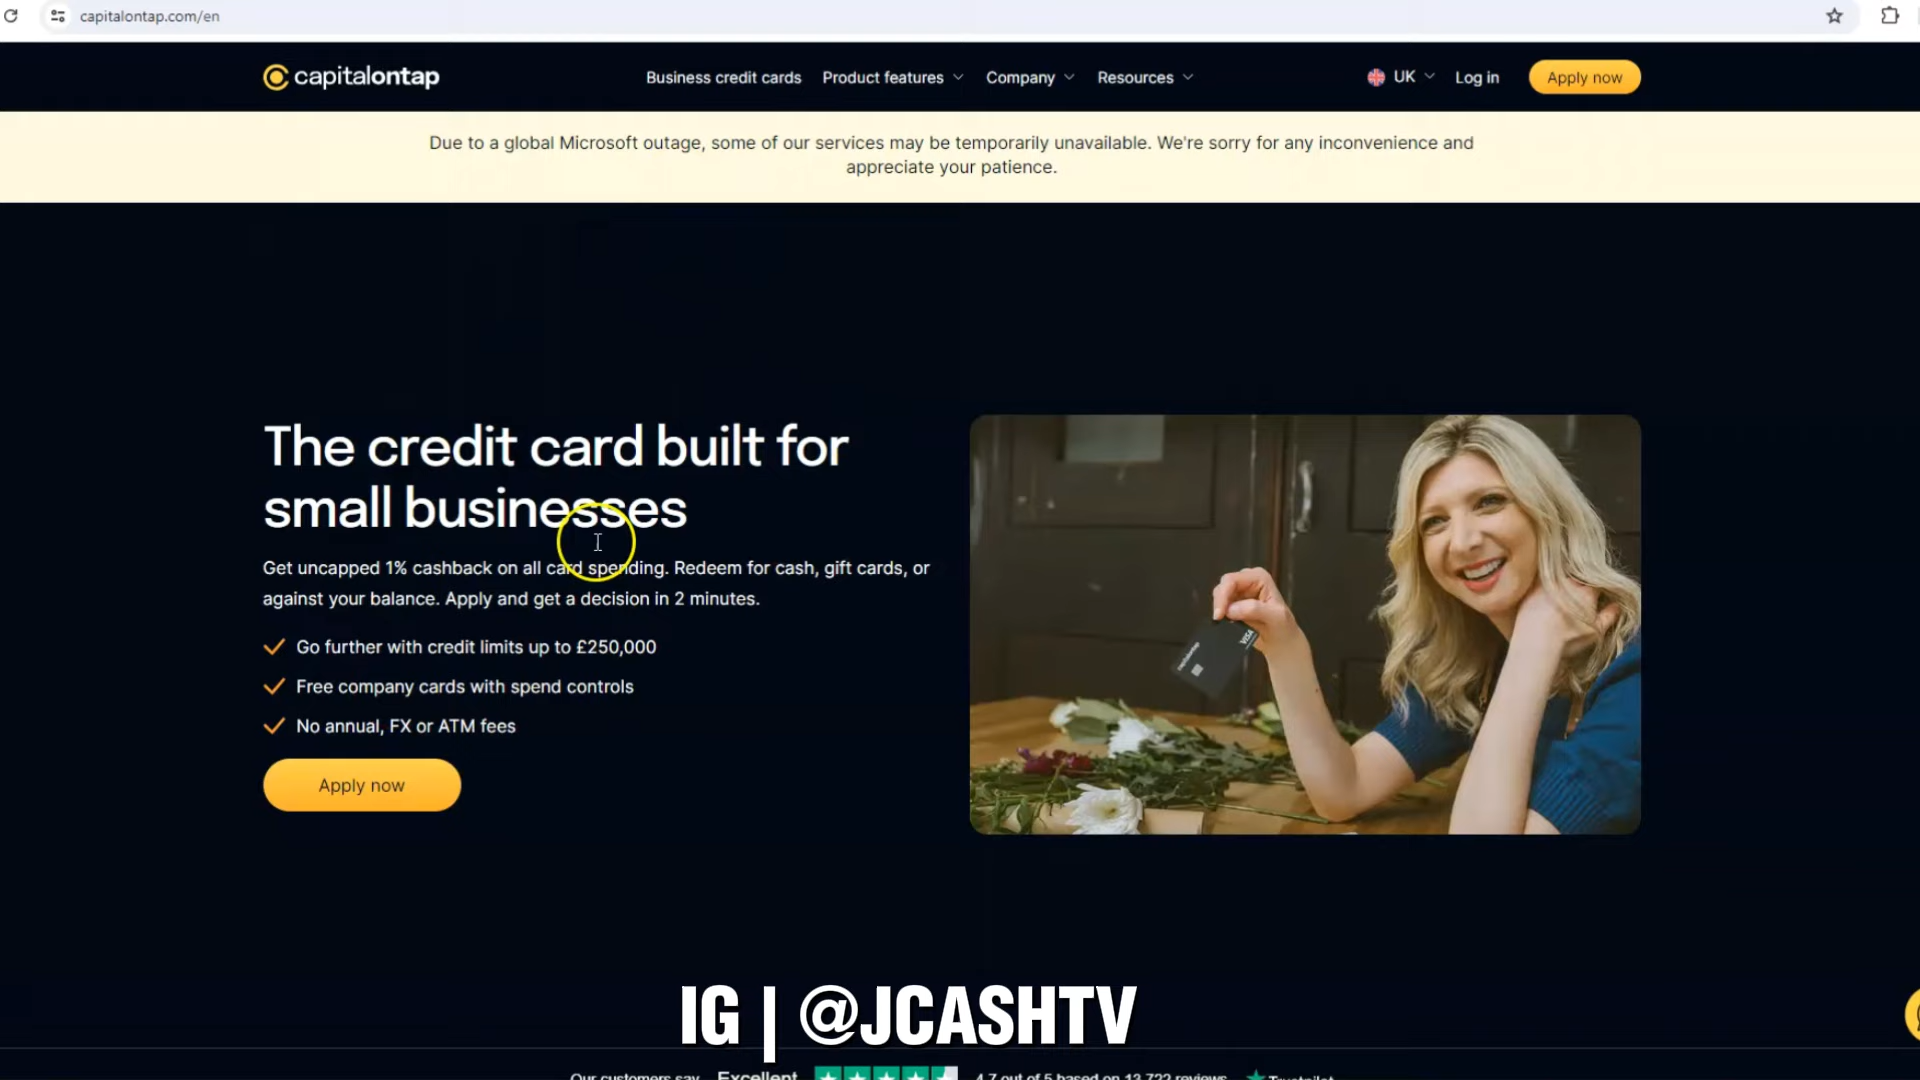 capitalontap.com/en
capitalontap
Business credit cards Product features Company Resources UK Log in Apply now
Due to a global Microsoft outage, some of our services may be temporarily unavailable. We're sorry for any inconvenience and
appreciate your patience.
The credit card built for
small businesses
Get uncapped 1% cashback on all card spending. Redeem for cash, gift cards, or
against your balance. Apply and get a decision in 2 minutes.
Go further with credit limits up to £250,000
Free company cards with spend controls
No annual, FX or ATM fees
Apply now
capitalontap
VISA
IG | @JCASHTV
Our customers say Excellent 4.7 out of 5 based on 13,722 reviews Trustpilot